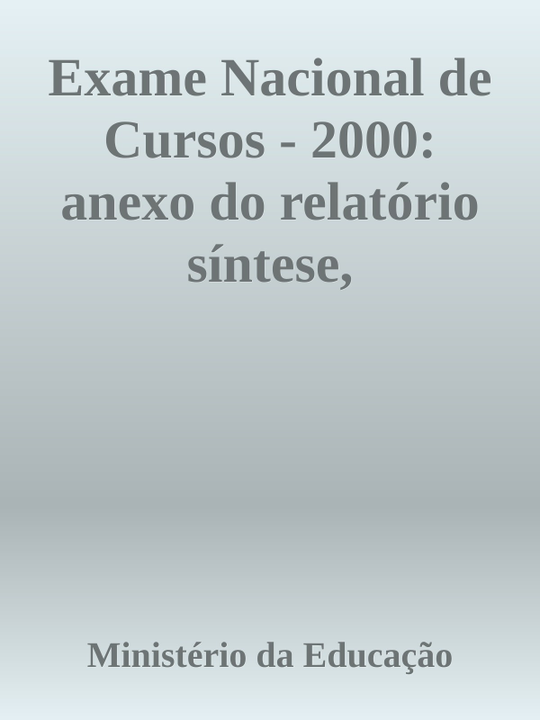 Exame Nacional de
Cursos - 2000:
anexo do relatório
síntese,
Ministério da Educação